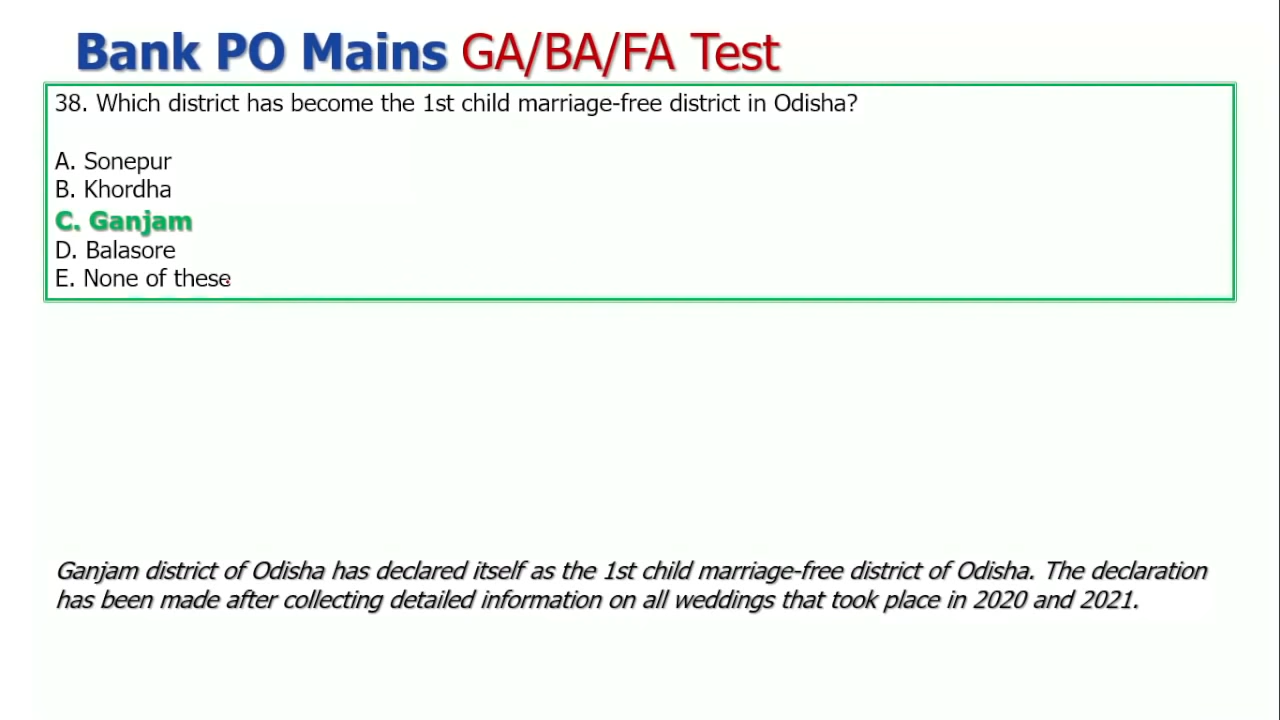 Bank PO Mains GA/BA/FA Test
38. Which district has become the 1st child marriage-free district in Odisha?
A. Sonepur
B. Khordha
C. Ganjam
D. Balasore
E. None of these
Ganjam district of Odisha has declared itself as the 1st child marriage-free district of Odisha. The declaration
has been made after collecting detailed information on all weddings that took place in 2020 and 2021.